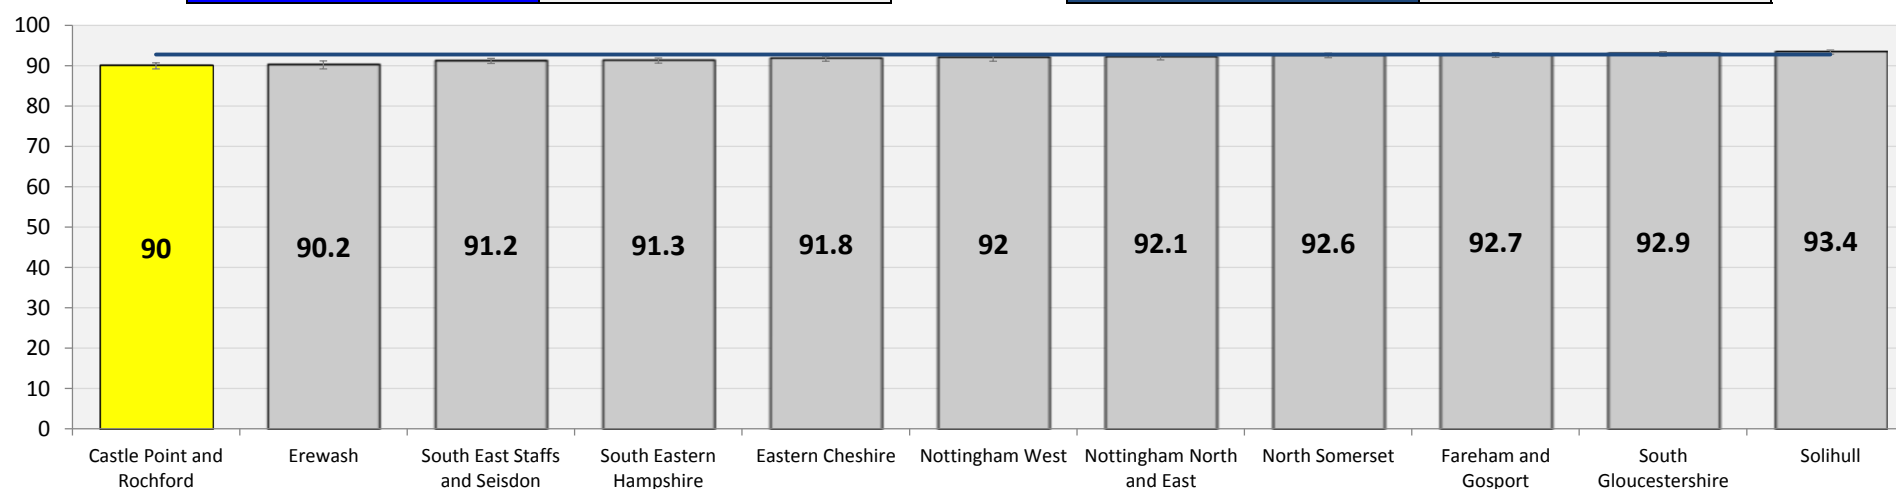 100
90
80
70
60
50
40
30
20
10
0
90
90.2
91.2
91.3
91.8
92
92.1
92.6
92.7
92.9
93.4
Castle Point and
Rochford
Erewash
South East Staffs
and Seisdon
South Eastern
Hampshire
Eastern Cheshire
Nottingham West
Nottingham North
and East
North Somerset
Fareham and
Gosport
South
Gloucestershire
Solihull